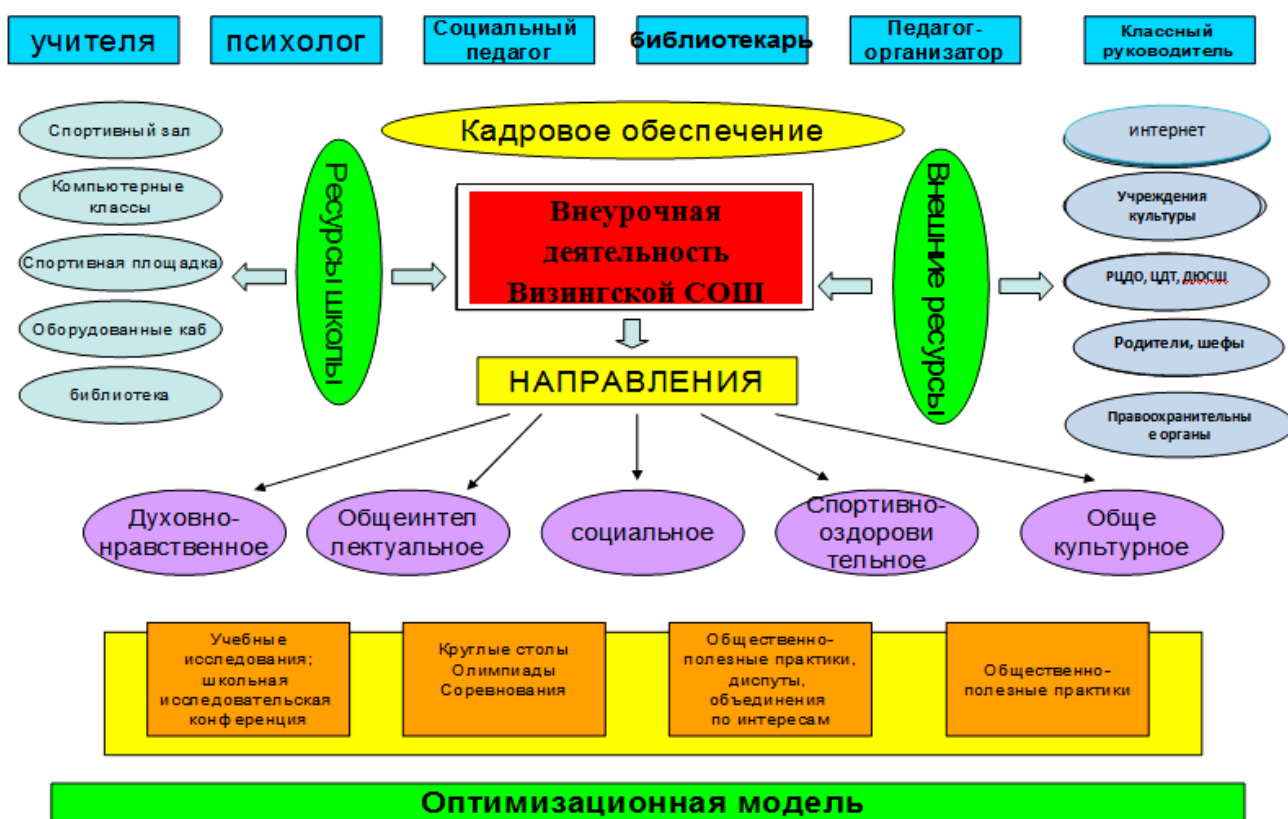 учителя
психолог
Социальный
педагог
библиотекарь
Педагог-
организатор
Классный
руководитель
Кадровое обеспечение
Спортивный зал
Компьютерные
классы
Спортивная площадка
Оборудованные каб
библиотека
Ресурсы школы
Внеурочная
деятельность
Визингской СОШ
Внешние ресурсы
интернет
Учреждения
культуры
РЦДО, ЦДТ, ДЮСШ
Родители, шефы
Правоохранительны
е органы
НАПРАВЛЕНИЯ
Духовно-
нравственное
Общеинтел
лектуальное
социальное
Спортивно-
оздорови
тельное
Обще
культурное
Учебные
исследования;
школьная
исследовательская
конференция
Круглые столы
Олимпиады
Соревнования
Общественно-
полезные практики,
диспуты,
объединения
по интересам
Общественно-
полезные практики
Оптимизационная модель